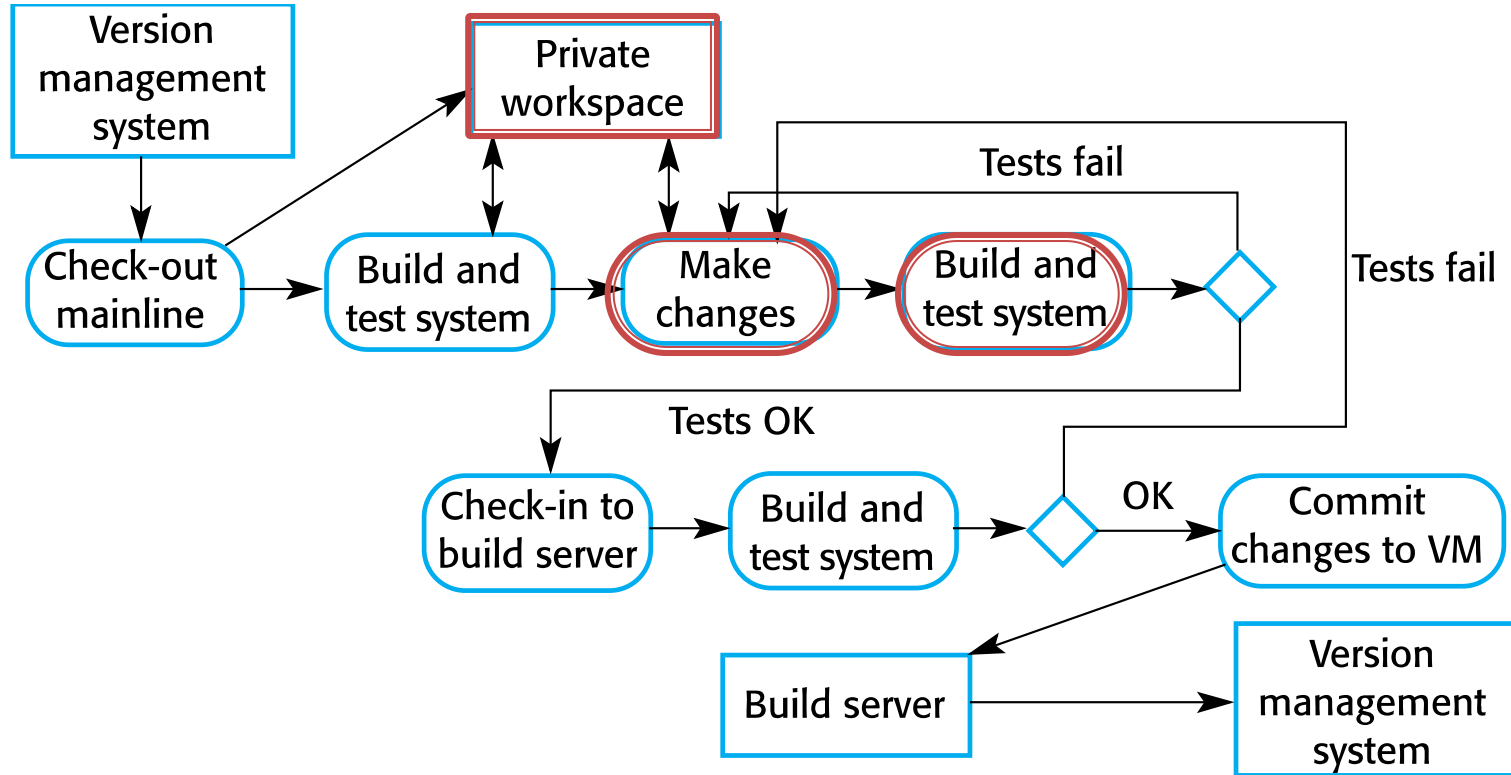 Version
management
system
Private
workspace
Tests fail
Check-out
mainline
Build and
test system
Make
changes
Build and
test system
Tests fail
Tests OK
Check-in to
build server
Build and
test system
OK
Commit
changes to VM
Build server
Version
management
system